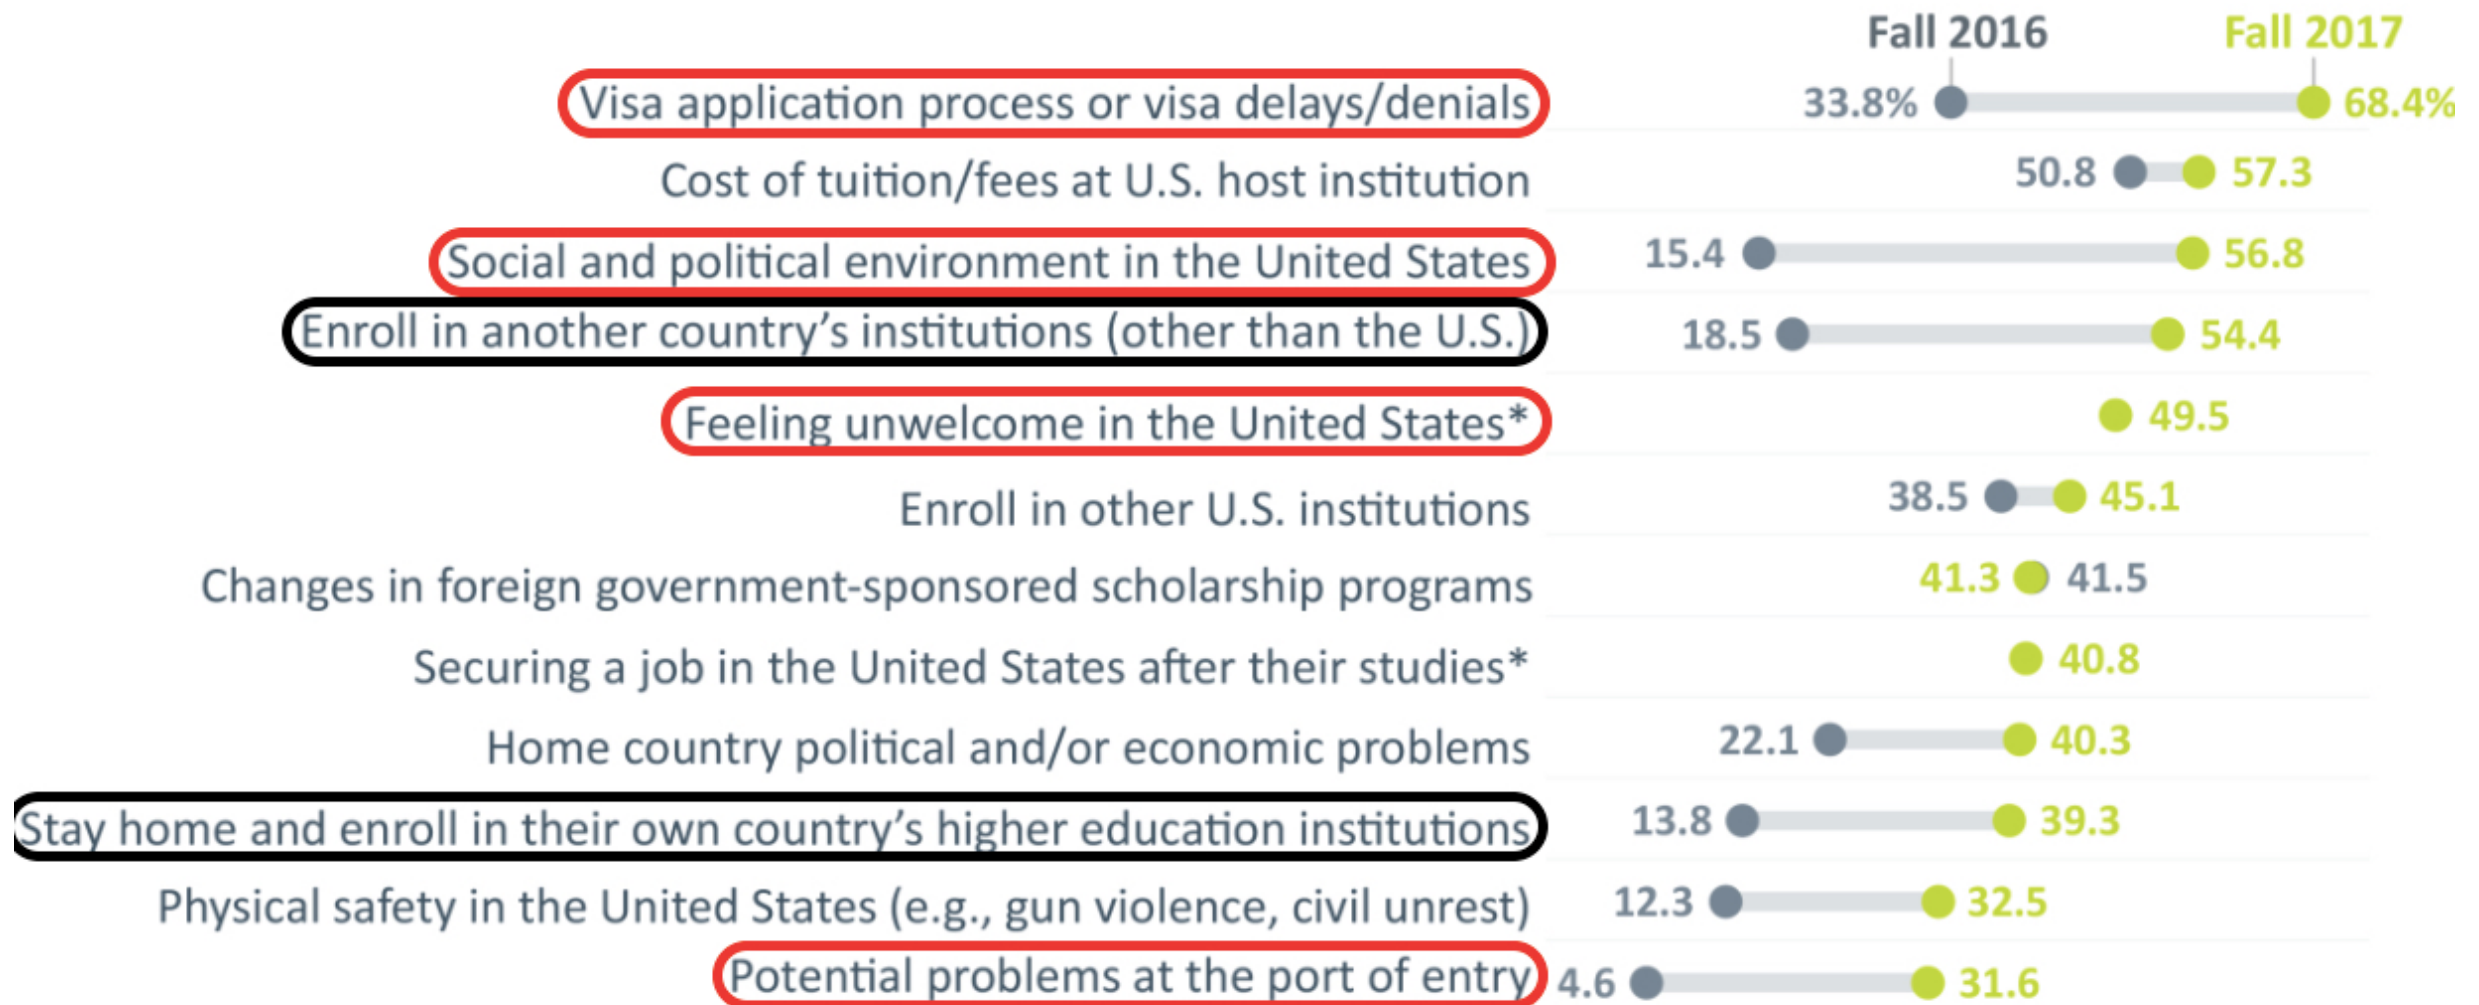 Fall 2016 Fall 2017
Visa application process or visa delays/denials 33.8% 68.4%
Cost of tuition/fees at U.S. host institution 50.8 57.3
Social and political environment in the United States 15.4 56.8
Enroll in another country's institutions (other than the U.S.) 18.5 54.4
Feeling unwelcome in the United States* 49.5
Enroll in other U.S. institutions 38.5 45.1
Changes in foreign government-sponsored scholarship programs 41.3 41.5
Securing a job in the United States after their studies* 40.8
Home country political and/or economic problems 22.1 40.3
Stay home and enroll in their own country's higher education institutions 13.8 39.3
Physical safety in the United States (e.g., gun violence, civil unrest) 12.3 32.5
Potential problems at the port of entry 4.6 31.6